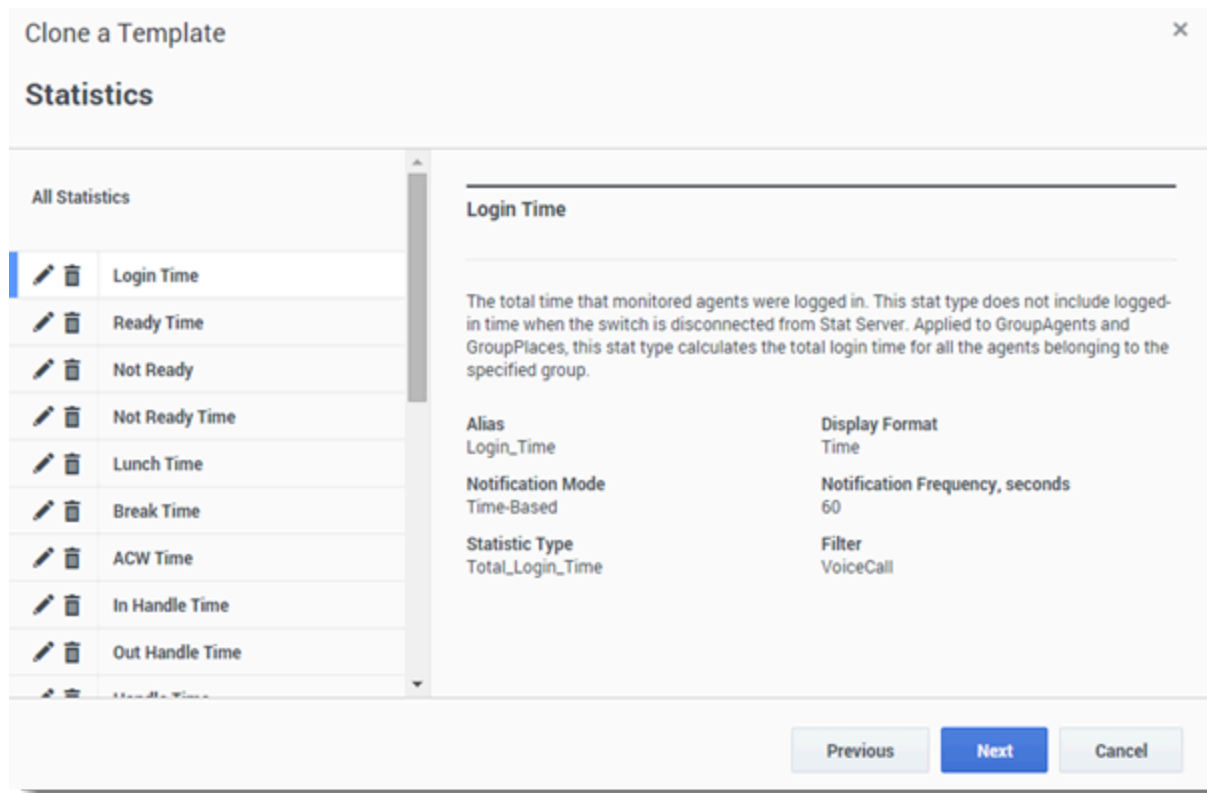 Clone a Template
×
Statistics
All Statistics
Login Time
Ready Time
Not Ready
Not Ready Time
Lunch Time
Break Time
ACW Time
In Handle Time
Out Handle Time
Handle Time
Login Time
The total time that monitored agents were logged in. This stat type does not include logged-
in time when the switch is disconnected from Stat Server. Applied to GroupAgents and
GroupPlaces, this stat type calculates the total login time for all the agents belonging to the
specified group.
Alias
Login_Time
Display Format
Time
Notification Mode
Time-Based
Notification Frequency, seconds
60
Statistic Type
Total_Login_Time
Filter
VoiceCall
Previous
Next
Cancel